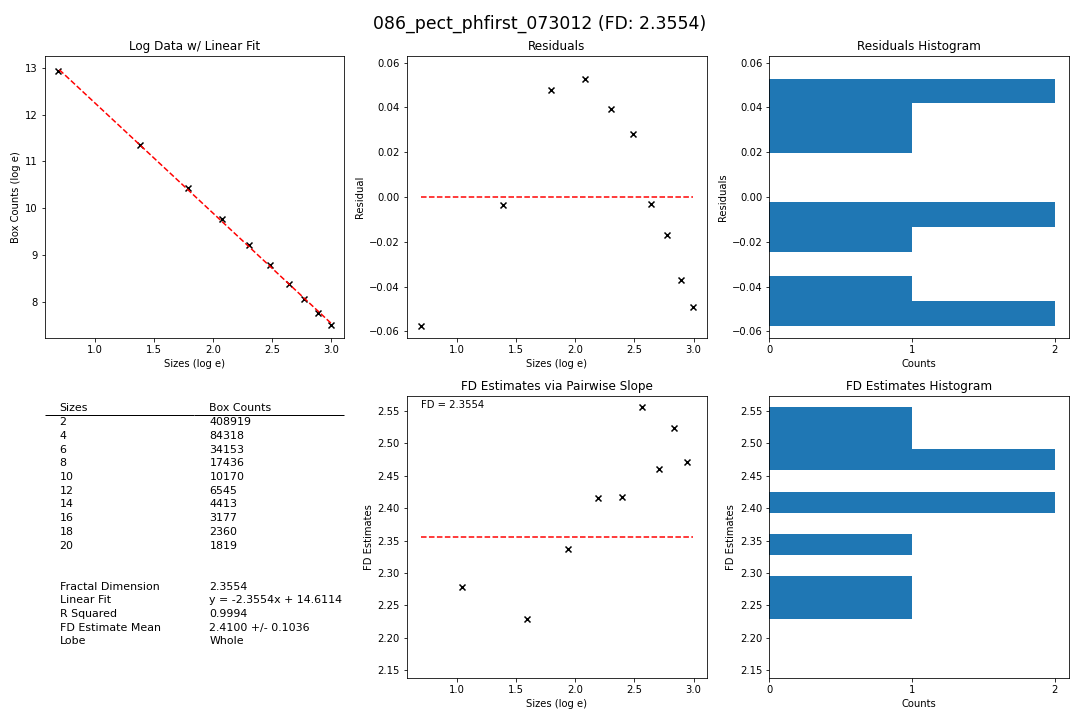 086_pect_phfirst_073012 (FD: 2.3554)
Log Data w/ Linear Fit
Box Counts (log e)
13
12
11
10
9
8
1.0 1.5 2.0 2.5 3.0
Sizes (log e)
Residuals
Residual
0.06
0.04
0.02
0.00
−0.02
−0.04
−0.06
1.0 1.5 2.0 2.5 3.0
Sizes (log e)
Residuals Histogram
Residuals
0.06
0.04
0.02
0.00
−0.02
−0.04
−0.06
0 1 2
Counts
Sizes Box Counts
2 408919
4 84318
6 34153
8 17436
10 10170
12 6545
14 4413
16 3177
18 2360
20 1819
Fractal Dimension 2.3554
Linear Fit y = -2.3554x + 14.6114
R Squared 0.9994
FD Estimate Mean 2.4100 +/- 0.1036
Lobe Whole
FD Estimates via Pairwise Slope
FD = 2.3554
FD Estimates
2.55
2.50
2.45
2.40
2.35
2.30
2.25
2.20
2.15
1.0 1.5 2.0 2.5 3.0
Sizes (log e)
FD Estimates Histogram
FD Estimates
2.55
2.50
2.45
2.40
2.35
2.30
2.25
2.20
2.15
0 1 2
Counts